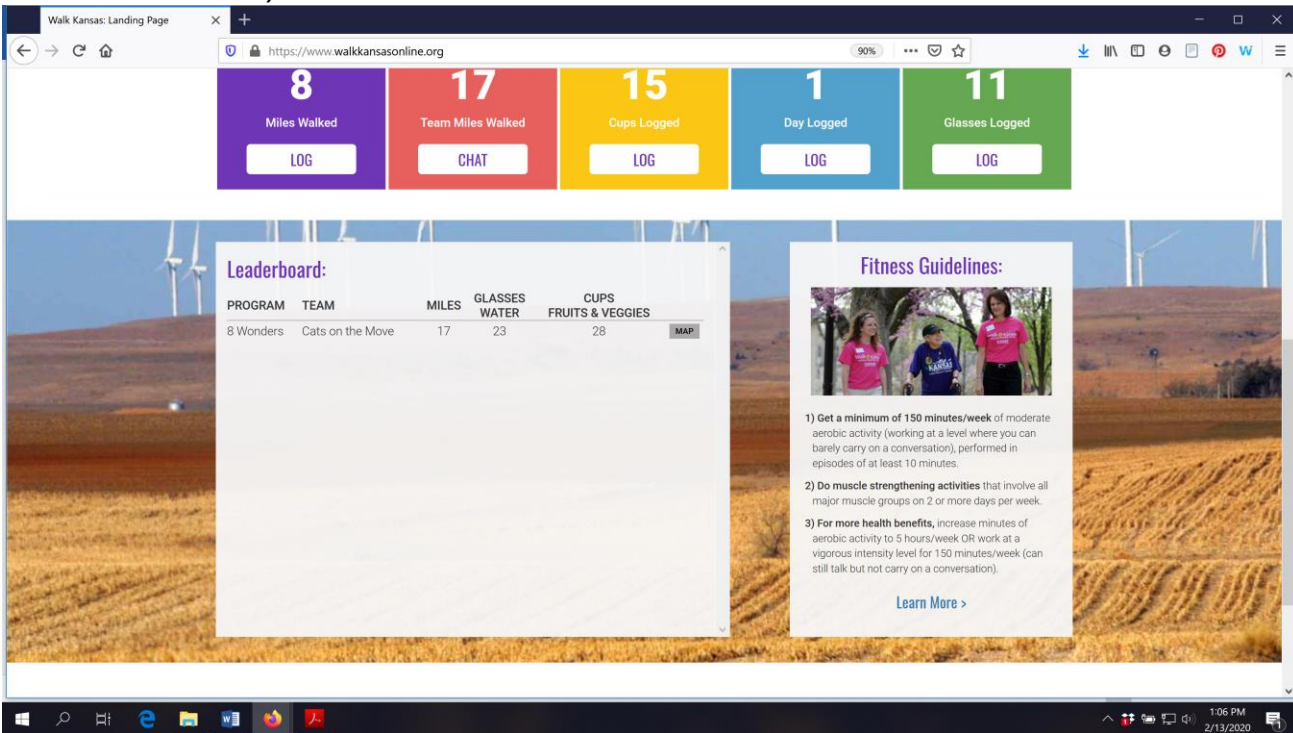 Walk Kansas: Landing Page
https://www.walkkansasonline.org
90%
8
17
15
1
11
Miles Walked
Team Miles Walked
Cups Logged
Day Logged
Glasses Logged
LOG
CHAT
LOG
LOG
LOG
Leaderboard:
PROGRAM TEAM MILES GLASSES WATER CUPS FRUITS & VEGGIES
8 Wonders Cats on the Move 17 23 28 MAP
Fitness Guidelines:
KANSAS
1) Get a minimum of 150 minutes/week of moderate
aerobic activity (working at a level where you can
barely carry on a conversation), performed in
episodes of at least 10 minutes.
2) Do muscle strengthening activities that involve all
major muscle groups on 2 or more days per week.
3) For more health benefits, increase minutes of
aerobic activity to 5 hours/week OR work at a
vigorous intensity level for 150 minutes/week (can
still talk but not carry on a conversation).
Learn More >
1:06 PM
2/13/2020